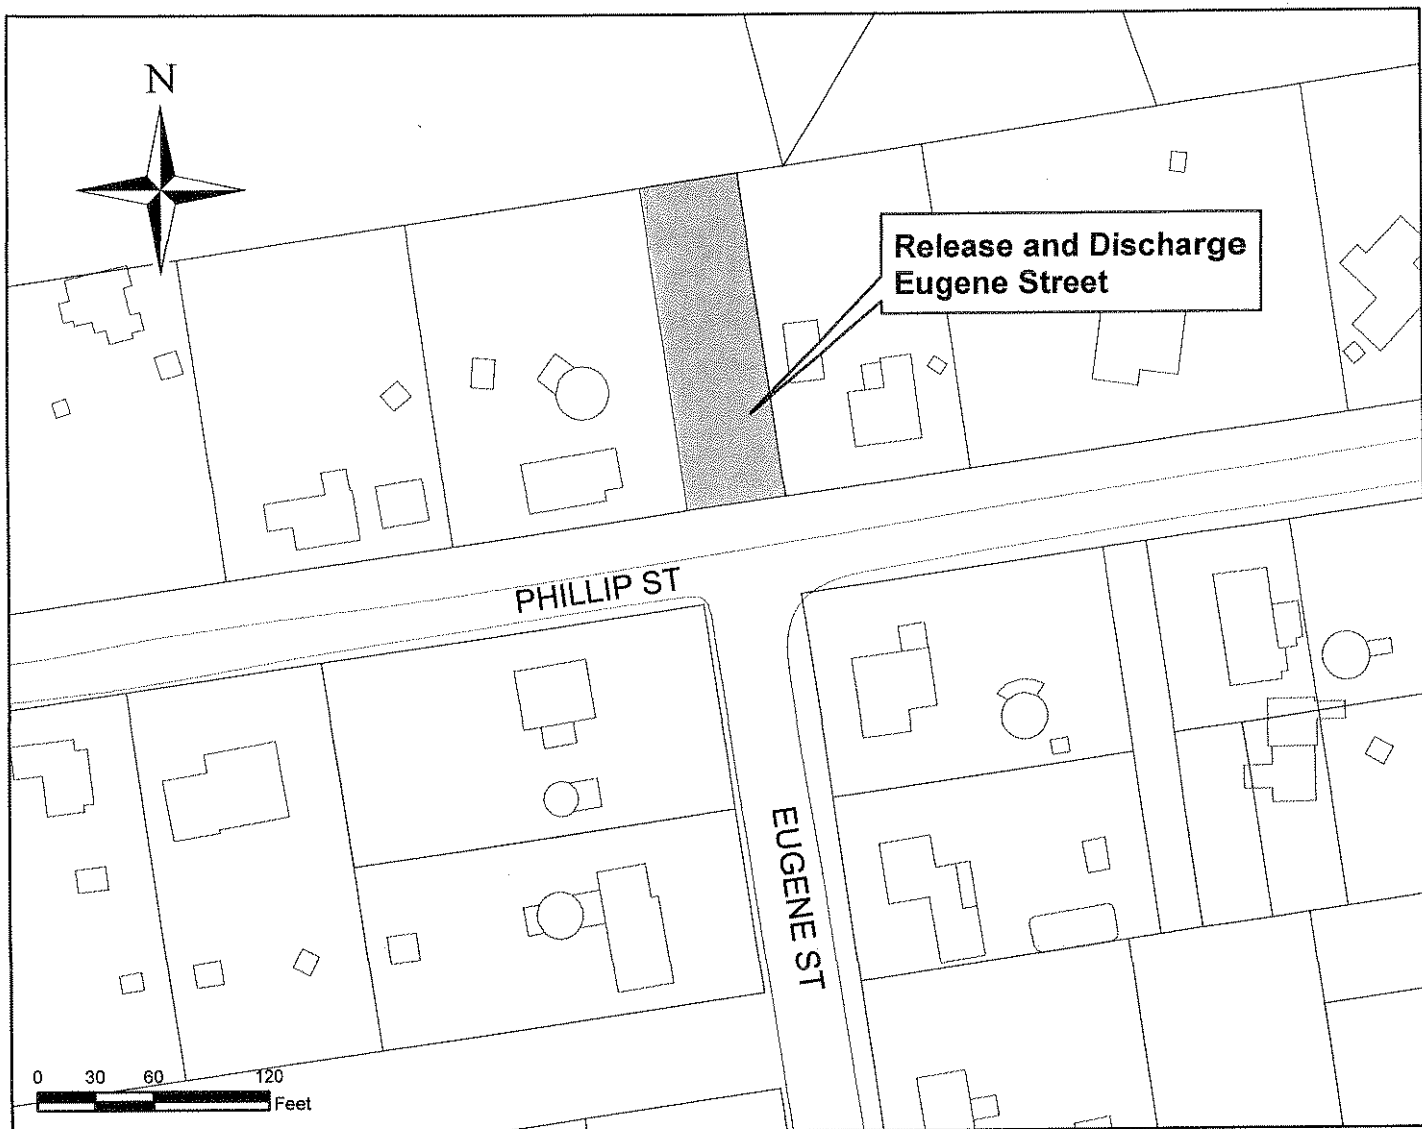 N
Release and Discharge
Eugene Street
PHILLIP ST
EUGENE ST
0 30 60 120
Feet